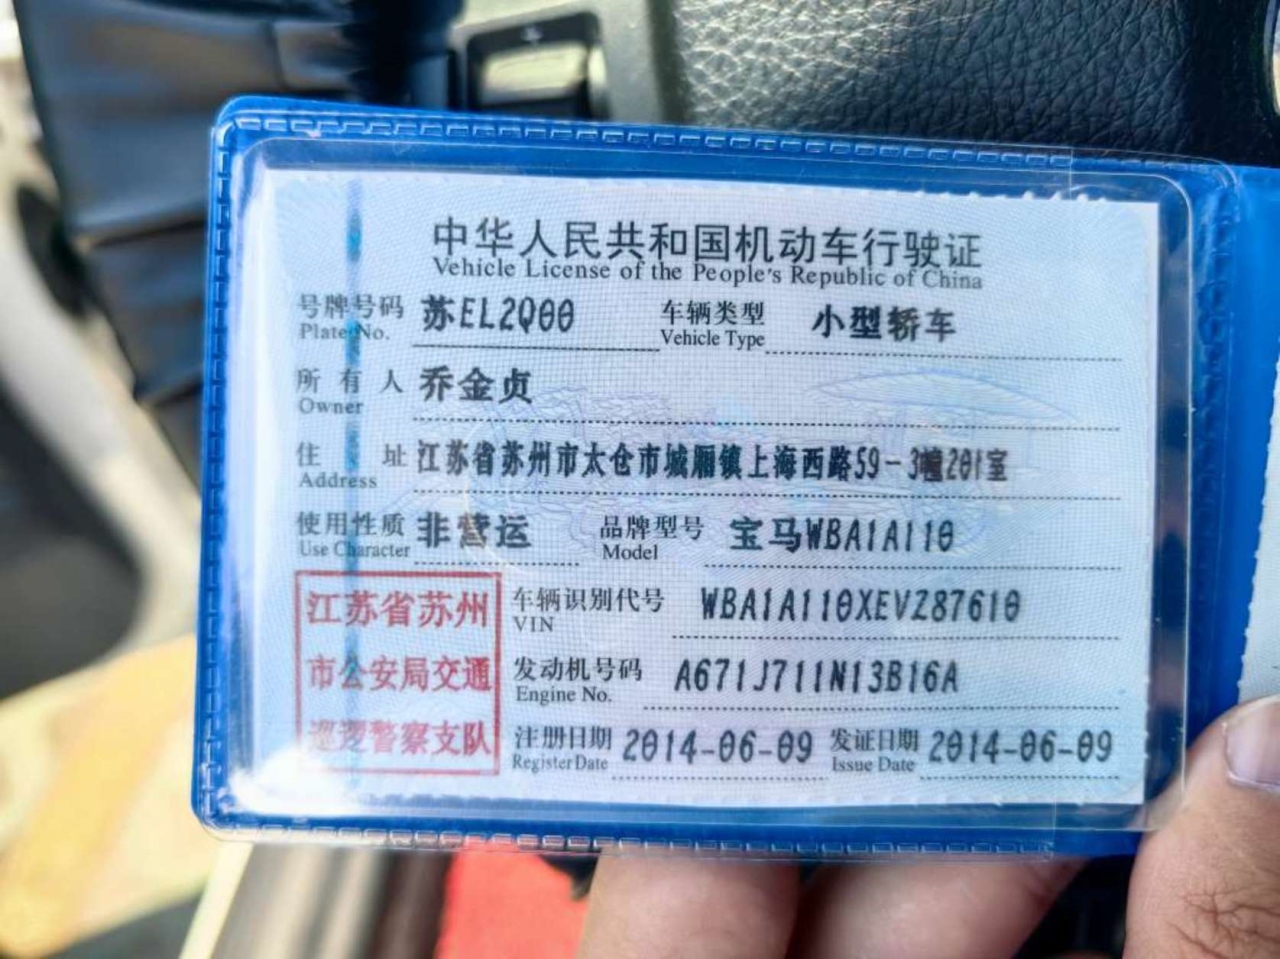 中华人民共和国机动车行驶证
Vehicle License of the People's Republic of China
号牌号码 苏EL2Q00 车辆类型 小型轿车
Plate No. Vehicle Type
所有人 乔金贞
Owner
住址 江苏省苏州市太仓市城厢镇上海西路59-3幢201室
Address
使用性质 非营运 品牌型号 宝马WBA1A110
Use Character Model
江苏省苏州
市公安局交通
巡逻警察支队
车辆识别代号 WBA1A110XEVZ87610
VIN
发动机号码 A671J711N13B16A
Engine No.
注册日期 2014-06-09 发证日期 2014-06-09
Register Date Issue Date